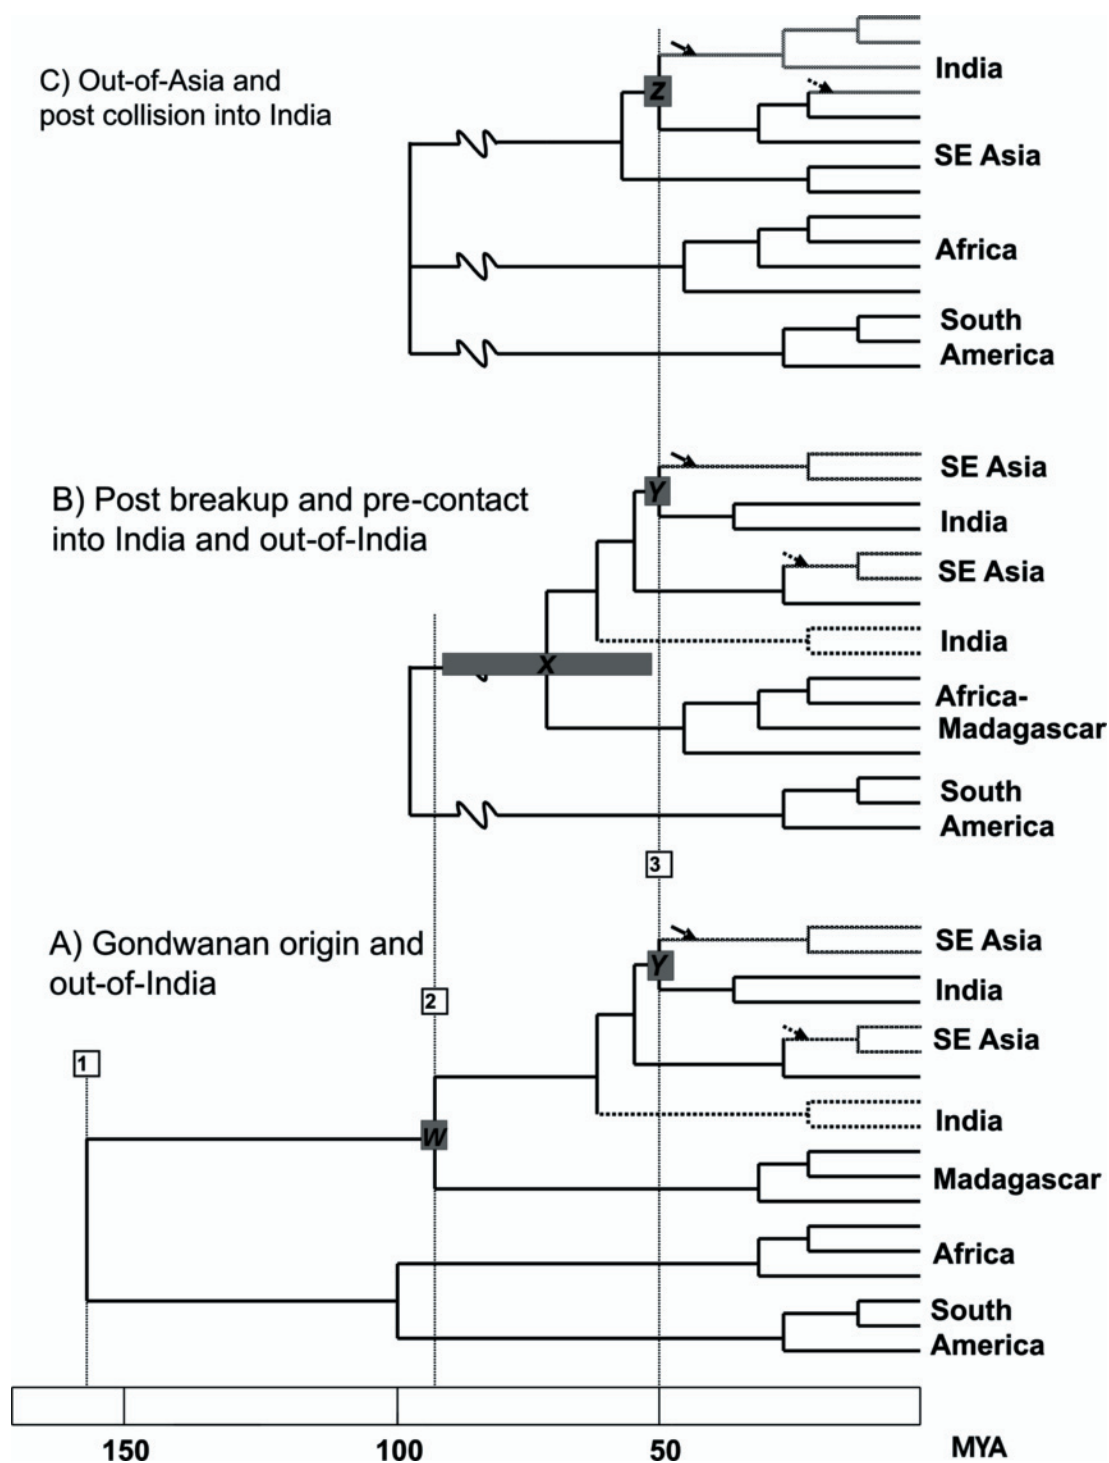 C) Out-of-Asia and
post collision into India
Z
India
SE Asia
Africa
South
America
B) Post breakup and pre-contact
into India and out-of-India
Y
X
SE Asia
India
SE Asia
India
Africa-
Madagascar
South
America
3
A) Gondwanan origin and
out-of-India
2
1
Y
W
SE Asia
India
SE Asia
India
Madagascar
Africa
South
America
150
100
50
MYA